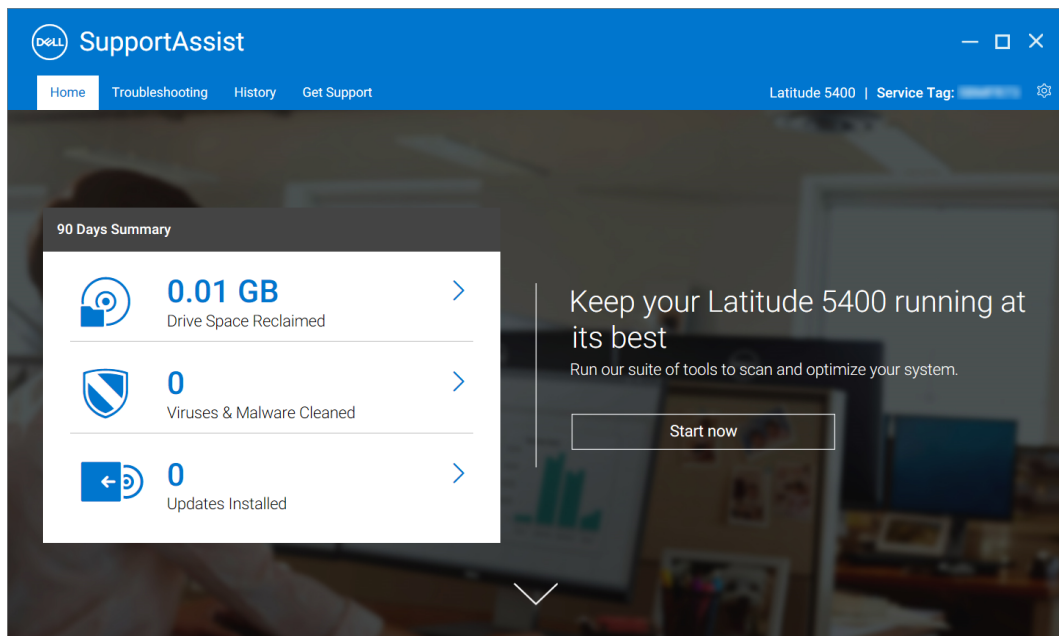 DELL
SupportAssist
Home Troubleshooting History Get Support
Latitude 5400 | Service Tag:
90 Days Summary
0.01 GB
Drive Space Reclaimed
0
Viruses & Malware Cleaned
0
Updates Installed
Keep your Latitude 5400 running at
its best
Run our suite of tools to scan and optimize your system.
Start now